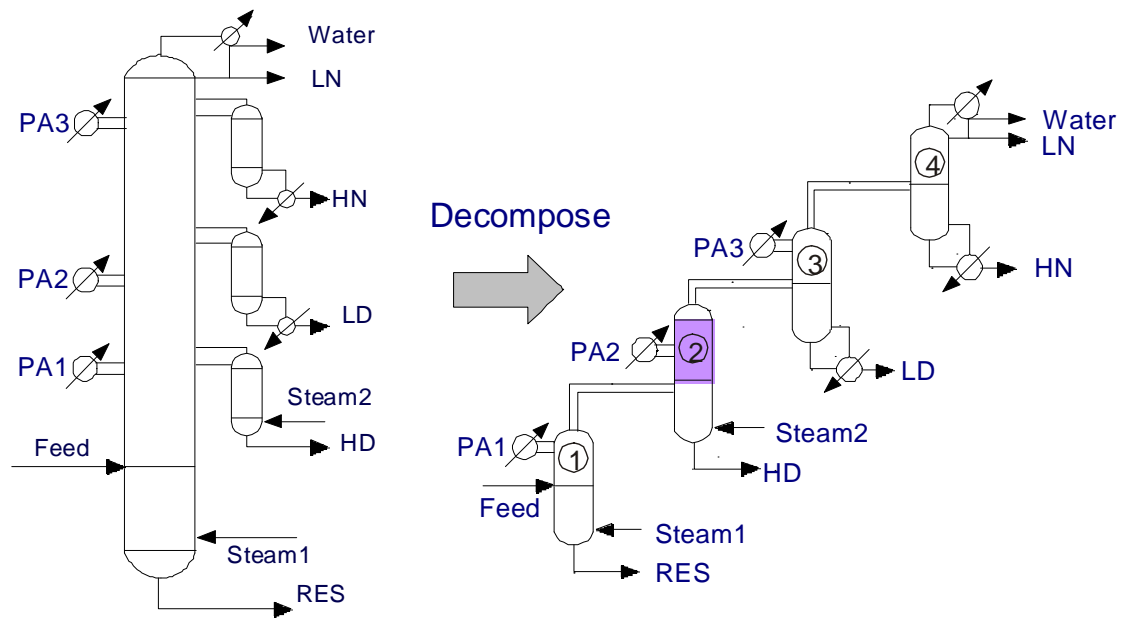 Water
LN
PA3
HN
PA2
LD
PA1
Steam2
HD
Feed
Steam1
RES
Decompose
Water
LN
4
HN
PA3
3
LD
PA2
2
Steam2
HD
PA1
1
Feed
Steam1
RES